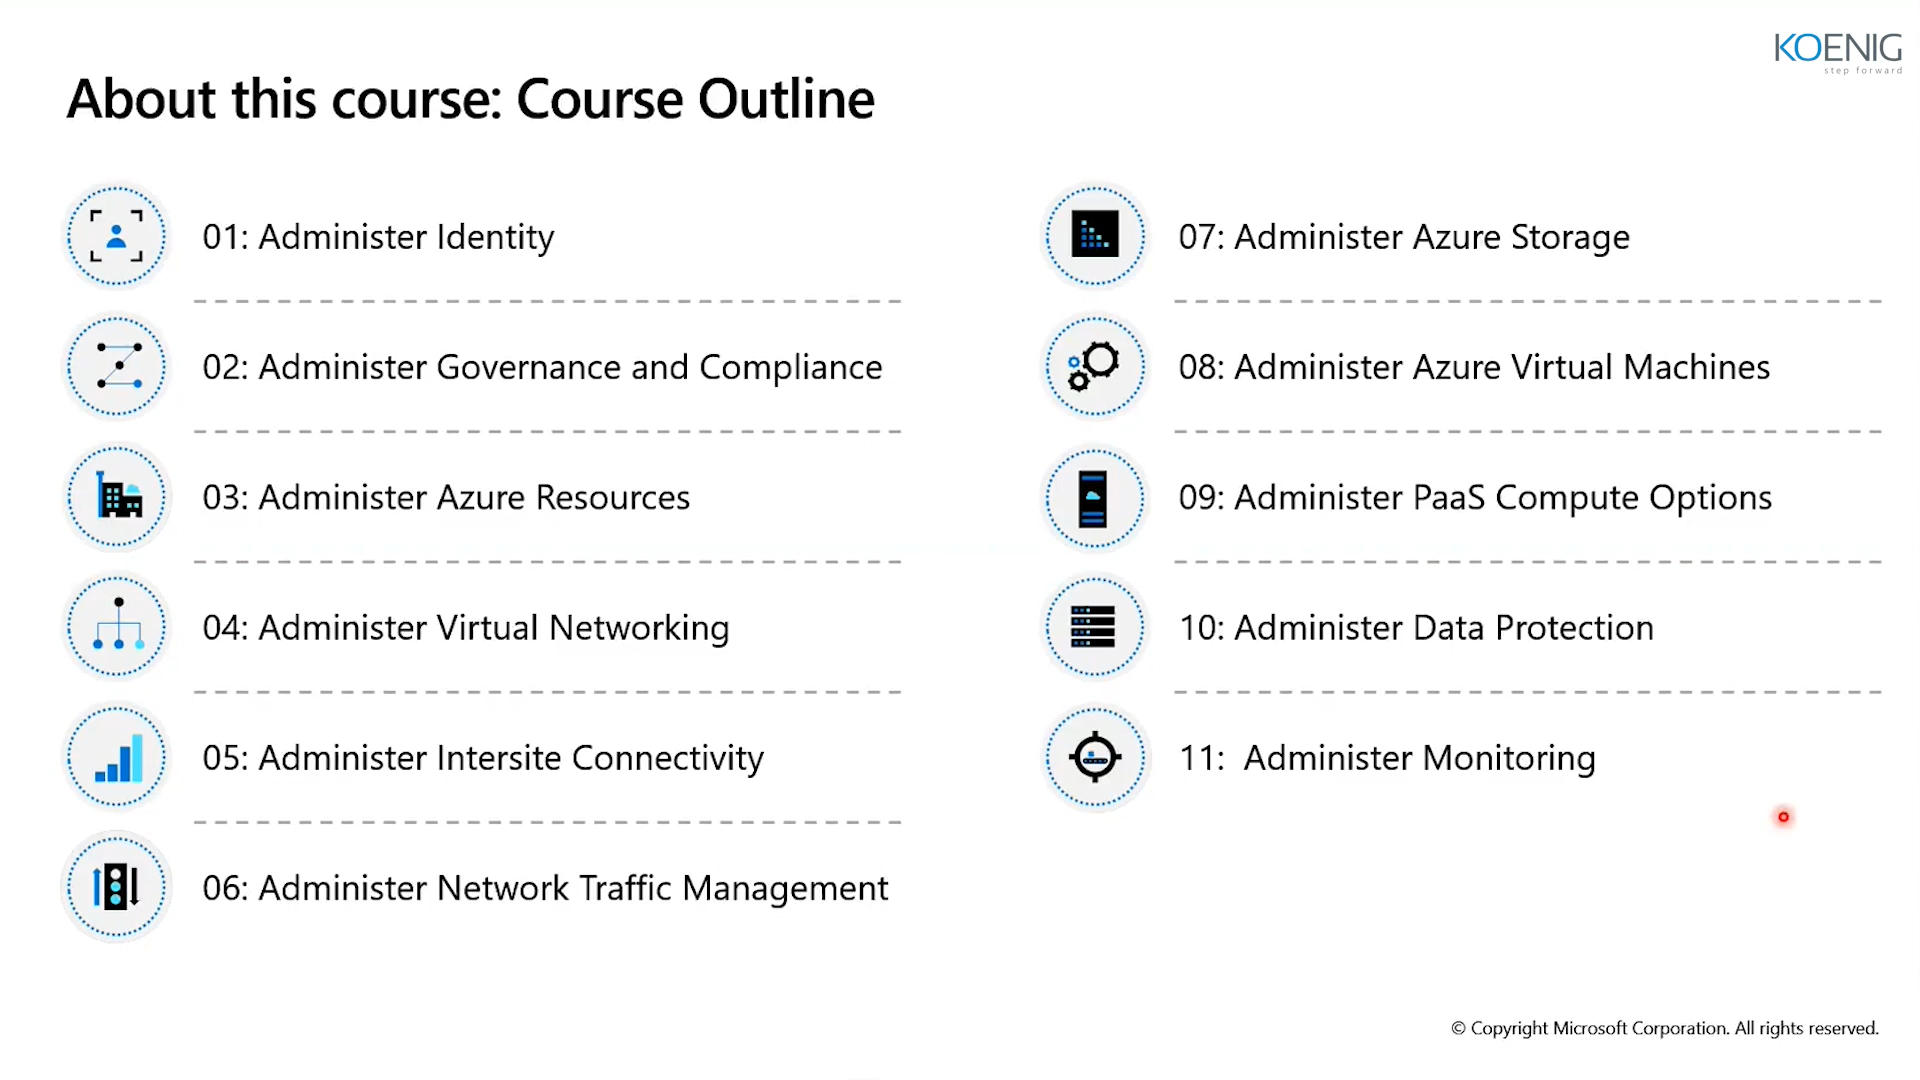 KOENIG
step forward
About this course: Course Outline
01: Administer Identity
02: Administer Governance and Compliance
03: Administer Azure Resources
04: Administer Virtual Networking
05: Administer Intersite Connectivity
06: Administer Network Traffic Management
07: Administer Azure Storage
08: Administer Azure Virtual Machines
09: Administer PaaS Compute Options
10: Administer Data Protection
11: Administer Monitoring
© Copyright Microsoft Corporation. All rights reserved.